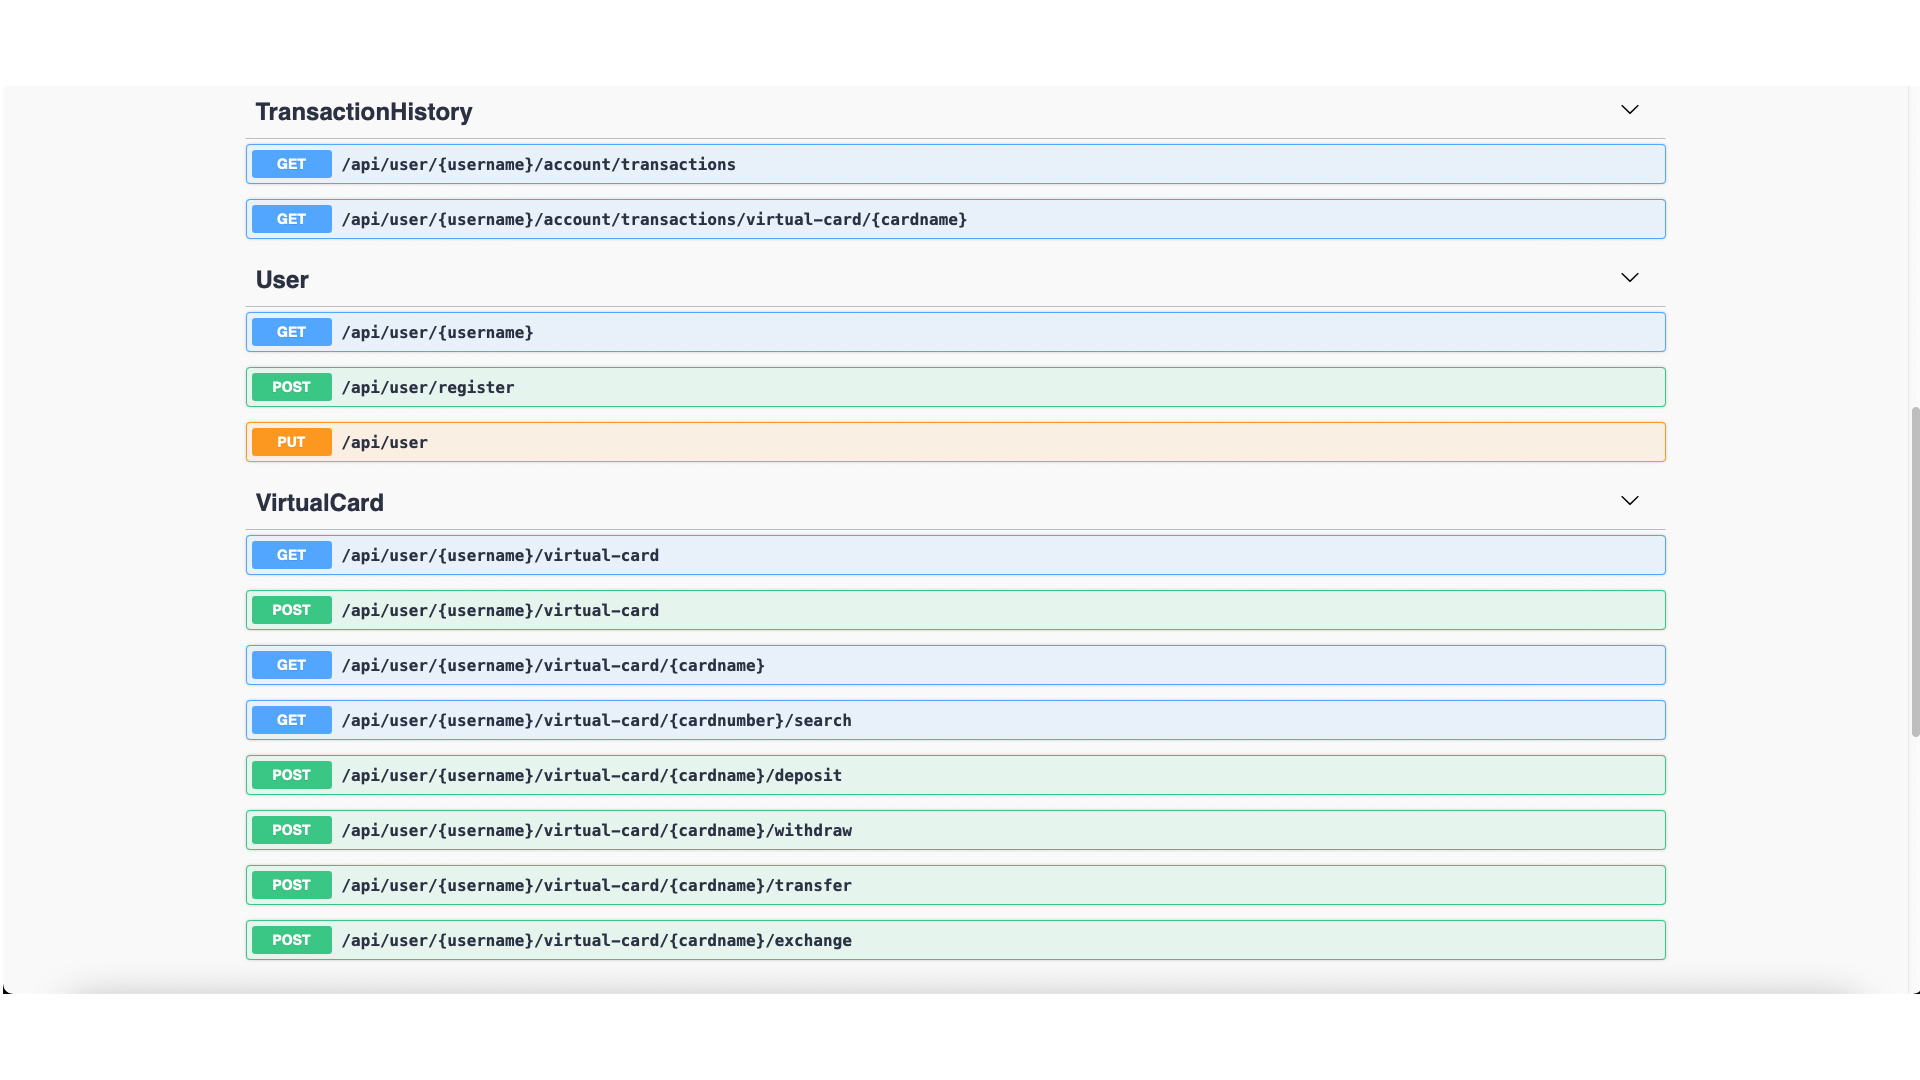 TransactionHistory
GET /api/user/{username}/account/transactions
GET /api/user/{username}/account/transactions/virtual-card/{cardname}
User
GET /api/user/{username}
POST /api/user/register
PUT /api/user
VirtualCard
GET /api/user/{username}/virtual-card
POST /api/user/{username}/virtual-card
GET /api/user/{username}/virtual-card/{cardname}
GET /api/user/{username}/virtual-card/{cardnumber}/search
POST /api/user/{username}/virtual-card/{cardname}/deposit
POST /api/user/{username}/virtual-card/{cardname}/withdraw
POST /api/user/{username}/virtual-card/{cardname}/transfer
POST /api/user/{username}/virtual-card/{cardname}/exchange